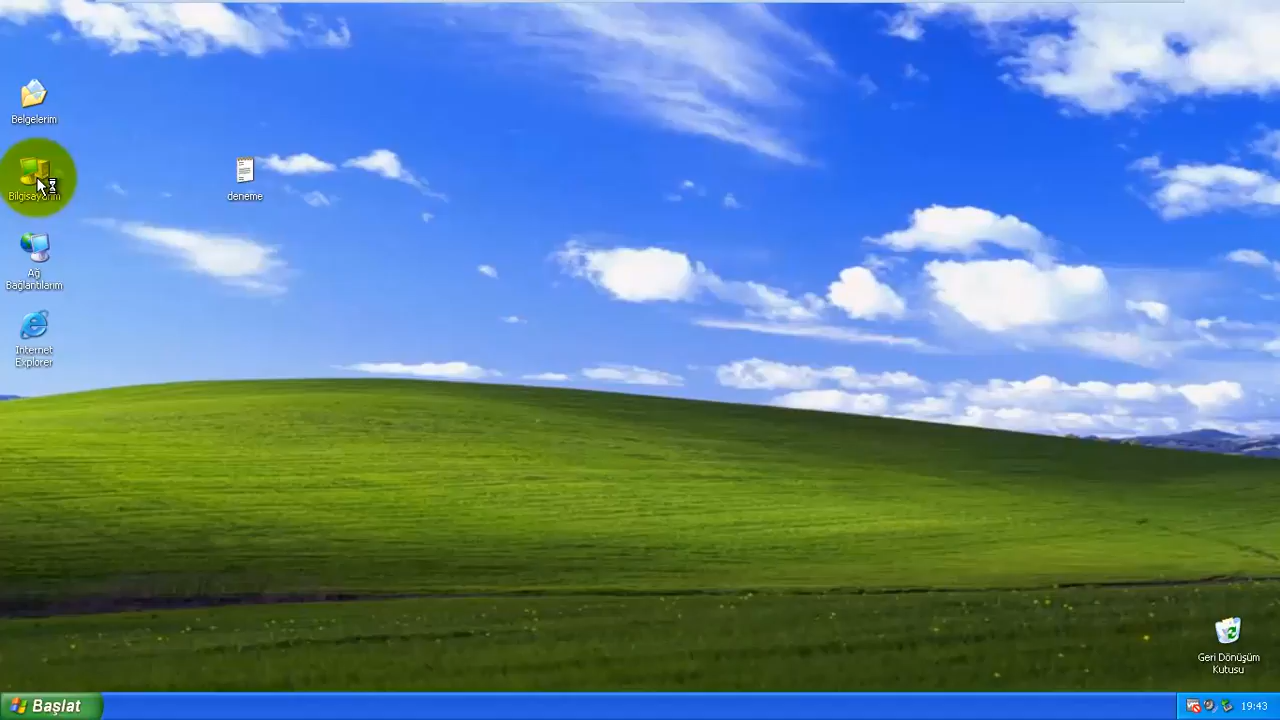 Belgelerim
Bilgisayarım
deneme
Ağ
Bağlantılarım
Internet
Explorer
Geri Dönüşüm
Kutusu
Başlat
19:43